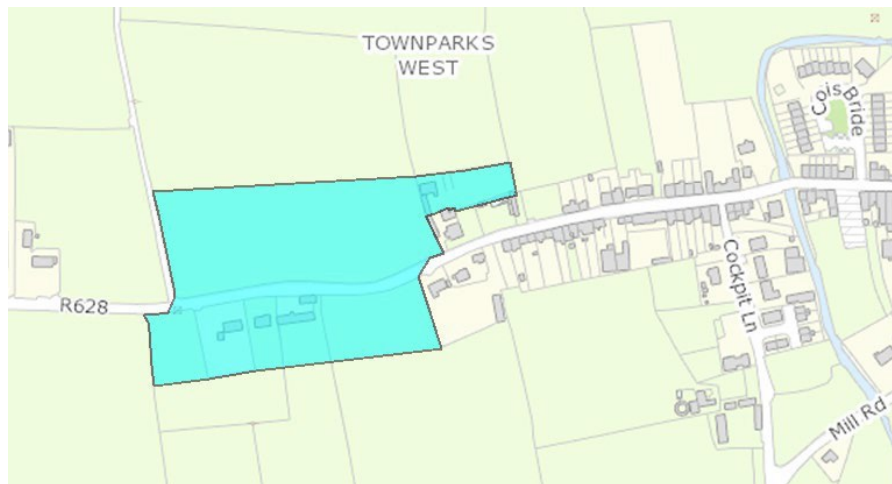 TOWNPARKS
WEST
Cois
Bride
R628
Cockpit Ln
Mill Rd